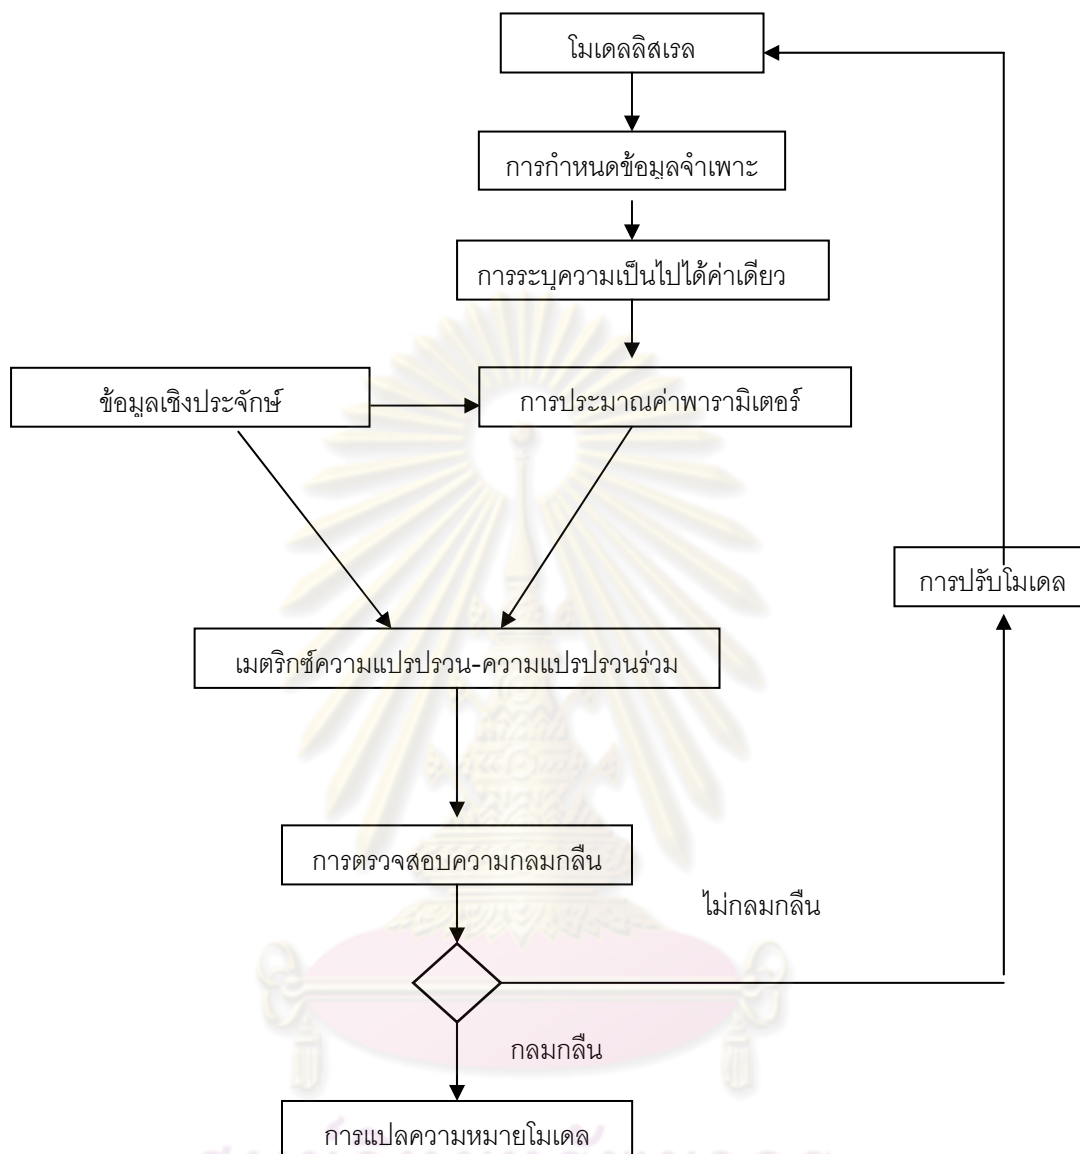 โมเดลลิสเรล
การกำหนดข้อมูลจำเพาะ
การระบุความเป็นไปได้ค่าเดียว
ข้อมูลเชิงประจักษ์
การประมาณค่าพารามิเตอร์
การปรับโมเดล
เมตริกซ์ความแปรปรวน-ความแปรปรวนร่วม
การตรวจสอบความกลมกลืน
ไม่กลมกลืน
กลมกลืน
การแปลความหมายโมเดล